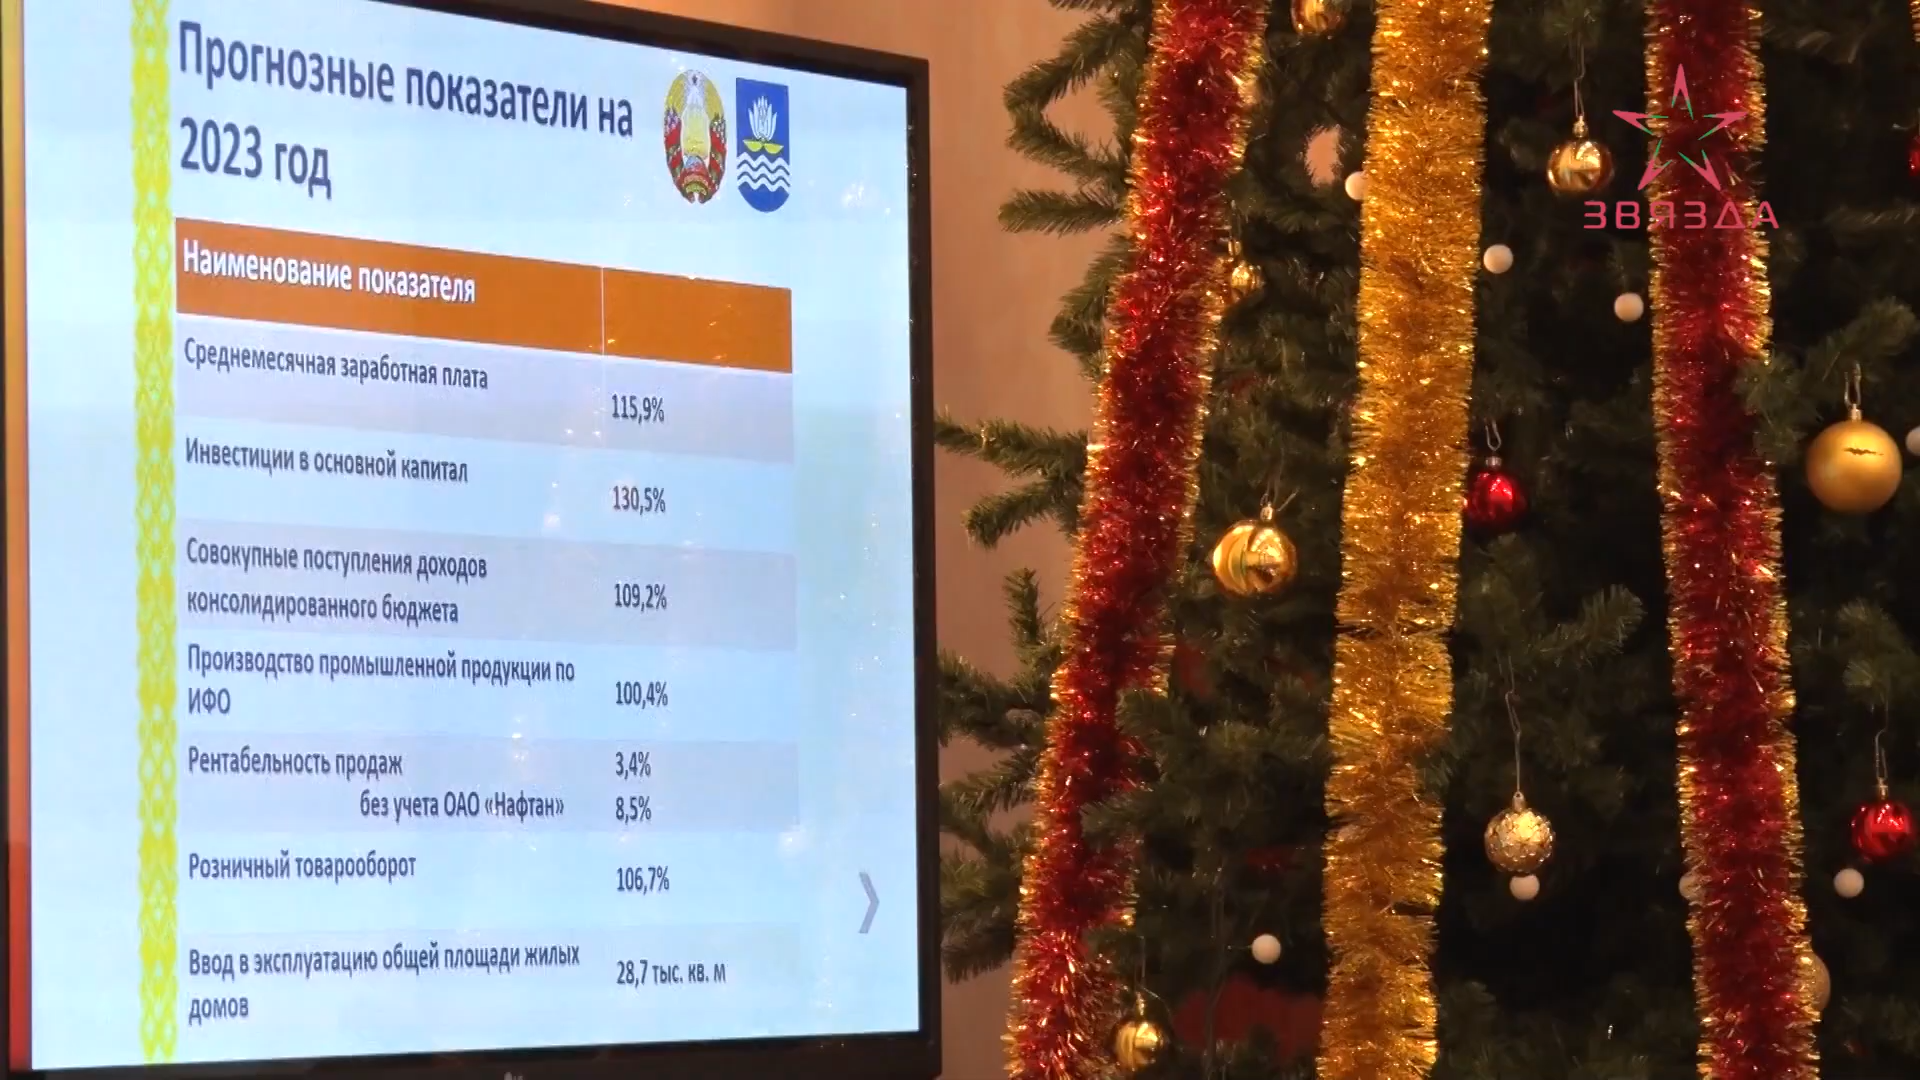 Прогнозные показатели на
2023 год
Наименование показателя
Среднемесячная заработная плата
115,9%
Инвестиции в основной капитал
130,5%
Совокупные поступления доходов
консолидированного бюджета
109,2%
Производство промышленной продукции по
ИФО
100,4%
Рентабельность продаж 3,4%
без учета ОАО «Нафтан» 8,5%
Розничный товарооборот
106,7%
Ввод в эксплуатацию общей площади жилых
домов
28,7 тыс. кв. м
ЗВЯЗДА